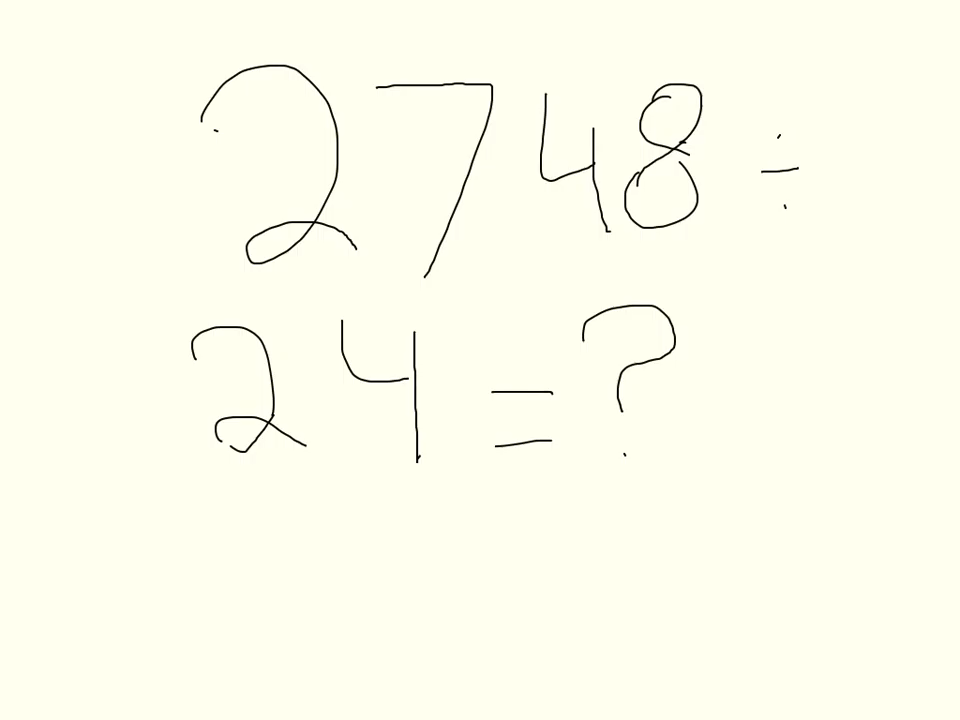 2748 ÷
24 = ?